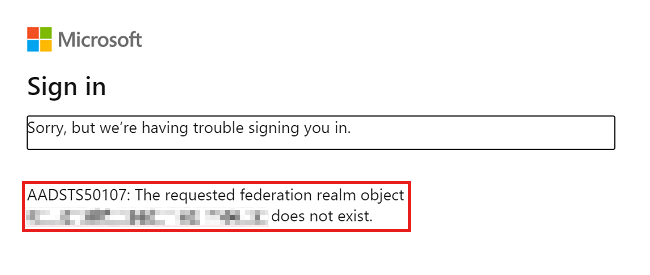 Microsoft
Sign in
Sorry, but we're having trouble signing you in.
AADSTS50107: The requested federation realm object
does not exist.